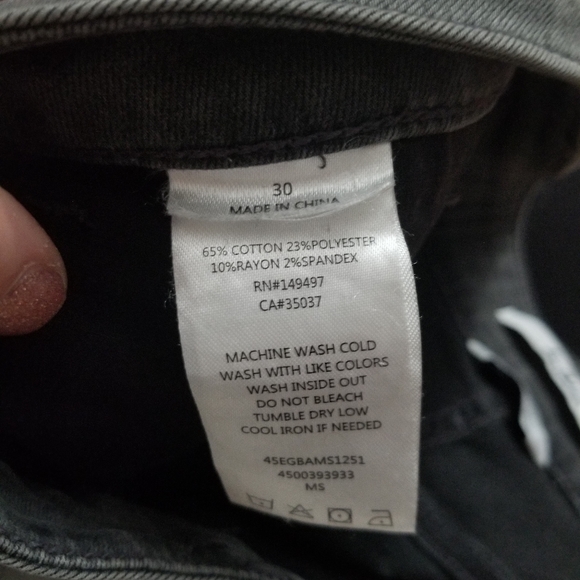 30
MADE IN CHINA
65% COTTON 23%POLYESTER
10%RAYON 2%SPANDEX
RN#149497
CA#35037
MACHINE WASH COLD
WASH WITH LIKE COLORS
WASH INSIDE OUT
DO NOT BLEACH
TUMBLE DRY LOW
COOL IRON IF NEEDED
45EGBAMS1251
4500393933
MS